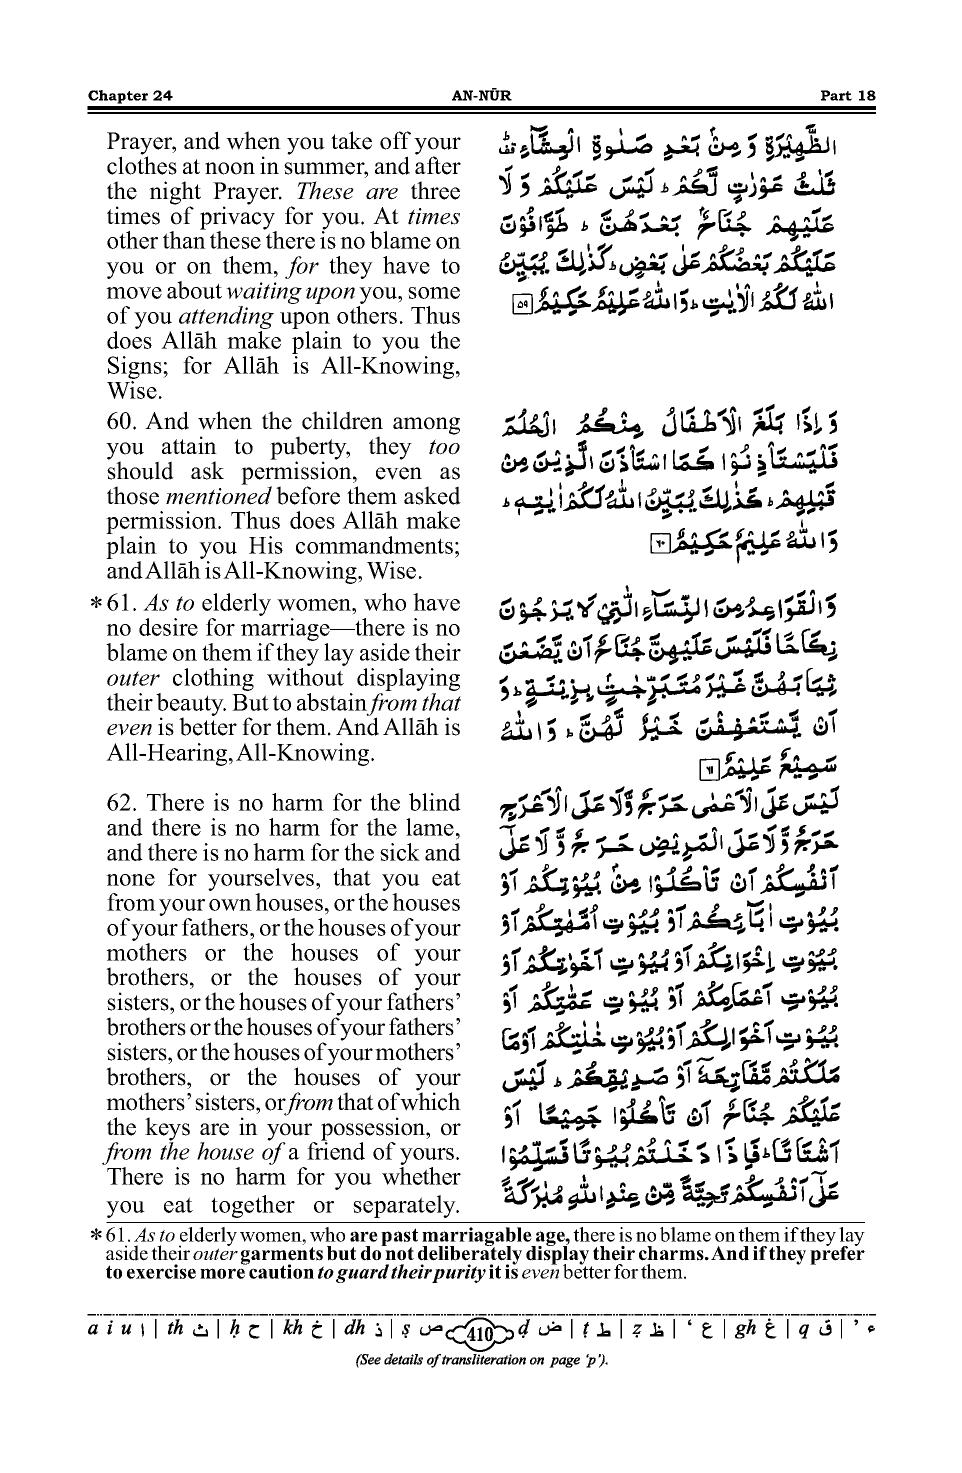 Chapter 24 AN-NŪR Part 18
Prayer, and when you take off your
clothes at noon in summer, and after
the night Prayer. These are three
times of privacy for you. At times
other than these there is no blame on
you or on them, for they have to
move about waiting upon you, some
of you attending upon others. Thus
does Allāh make plain to you the
Signs; for Allāh is All-Knowing,
Wise.
60. And when the children among
you attain to puberty, they too
should ask permission, even as
those mentioned before them asked
permission. Thus does Allāh make
plain to you His commandments;
and Allāh is All-Knowing, Wise.
*61. As to elderly women, who have
no desire for marriage—there is no
blame on them if they lay aside their
outer clothing without displaying
their beauty. But to abstain from that
even is better for them. And Allāh is
All-Hearing, All-Knowing.
62. There is no harm for the blind
and there is no harm for the lame,
and there is no harm for the sick and
none for yourselves, that you eat
from your own houses, or the houses
of your fathers, or the houses of your
mothers or the houses of your
brothers, or the houses of your
sisters, or the houses of your fathers’
brothers or the houses of your fathers’
sisters, or the houses of your mothers’
brothers, or the houses of your
mothers’ sisters, or from that of which
the keys are in your possession, or
from the house of a friend of yours.
There is no harm for you whether
you eat together or separately.
الظَّهِيْرَةِ وَ مِنْۢ بَعْدِ صَلٰوةِ الْعِشَآءِ ۟ؕ
ثَلٰثُ عَوْرٰتٍ لَّكُمْ ؕ لَيْسَ عَلَيْكُمْ وَ لَا
عَلَيْهِمْ جُنَاحٌۢ بَعْدَهُنَّ ؕ طَوّٰفُوْنَ
عَلَيْكُمْ بَعْضُكُمْ عَلٰى بَعْضٍ ؕ كَذٰلِكَ يُبَيِّنُ
اللّٰهُ لَكُمُ الْاٰيٰتِ ؕ وَ اللّٰهُ عَلِيْمٌ حَكِيْمٌ ۵۹
وَ اِذَا بَلَغَ الْاَطْفَالُ مِنْكُمُ الْحُلُمَ
فَلْيَسْتَاْذِنُوْا كَمَا اسْتَاْذَنَ الَّذِيْنَ مِنْ
قَبْلِهِمْ ؕ كَذٰلِكَ يُبَيِّنُ اللّٰهُ لَكُمْ اٰيٰتِهٖ ؕ
وَ اللّٰهُ عَلِيْمٌ حَكِيْمٌ ۶۰
وَ الْقَوَاعِدُ مِنَ النِّسَآءِ الّٰتِيْ لَا يَرْجُوْنَ
نِكَاحًا فَلَيْسَ عَلَيْهِنَّ جُنَاحٌ اَنْ يَّضَعْنَ
ثِيَابَهُنَّ غَيْرَ مُتَبَرِّجٰتٍۭ بِزِيْنَةٍ ؕ وَ
اَنْ يَّسْتَعْفِفْنَ خَيْرٌ لَّهُنَّ ؕ وَ اللّٰهُ
سَمِيْعٌ عَلِيْمٌ ۶۱
لَيْسَ عَلَى الْاَعْمٰى حَرَجٌ وَّ لَا عَلَى الْاَعْرَجِ
حَرَجٌ وَّ لَا عَلَى الْمَرِيْضِ حَرَجٌ وَّ لَا عَلٰۤى
اَنْفُسِكُمْ اَنْ تَاْكُلُوْا مِنْۢ بُيُوْتِكُمْ اَوْ
بُيُوْتِ اٰبَآئِكُمْ اَوْ بُيُوْتِ اُمَّهٰتِكُمْ اَوْ
بُيُوْتِ اِخْوَانِكُمْ اَوْ بُيُوْتِ اَخَوٰتِكُمْ اَوْ
بُيُوْتِ اَعْمَامِكُمْ اَوْ بُيُوْتِ عَمّٰتِكُمْ اَوْ
بُيُوْتِ اَخْوَالِكُمْ اَوْ بُيُوْتِ خٰلٰتِكُمْ اَوْ مَا
مَلَكْتُمْ مَّفَاتِحَهٗۤ اَوْ صَدِيْقِكُمْ ؕ لَيْسَ
عَلَيْكُمْ جُنَاحٌ اَنْ تَاْكُلُوْا جَمِيْعًا اَوْ
اَشْتَاتًا ؕ فَاِذَا دَخَلْتُمْ بُيُوْتًا فَسَلِّمُوْا
عَلٰۤى اَنْفُسِكُمْ تَحِيَّةً مِّنْ عِنْدِ اللّٰهِ مُبٰرَكَةً
*61. As to elderly women, who are past marriagable age, there is no blame on them if they lay
aside their outer garments but do not deliberately display their charms. And if they prefer
to exercise more caution to guard their purity it is even better for them.
a i u ا | th ث | ḥ ح | kh خ | dh ذ | ṣ ص 410 ḍ ض | ṭ ط | ẓ ظ | ‘ ع | gh غ | q ق | ’ ء
(See details of transliteration on page ‘p’).